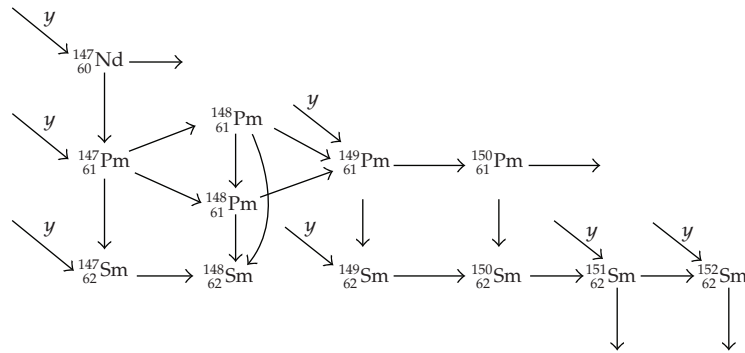 y
¹⁴⁷₆₀Nd
y
¹⁴⁸₆₁Pm
y
¹⁴⁷₆₁Pm
¹⁴⁹₆₁Pm
¹⁵⁰₆₁Pm
¹⁴⁸₆₁Pm
y
y
y
y
¹⁴⁷₆₂Sm
¹⁴⁸₆₂Sm
¹⁴⁹₆₂Sm
¹⁵⁰₆₂Sm
¹⁵¹₆₂Sm
¹⁵²₆₂Sm